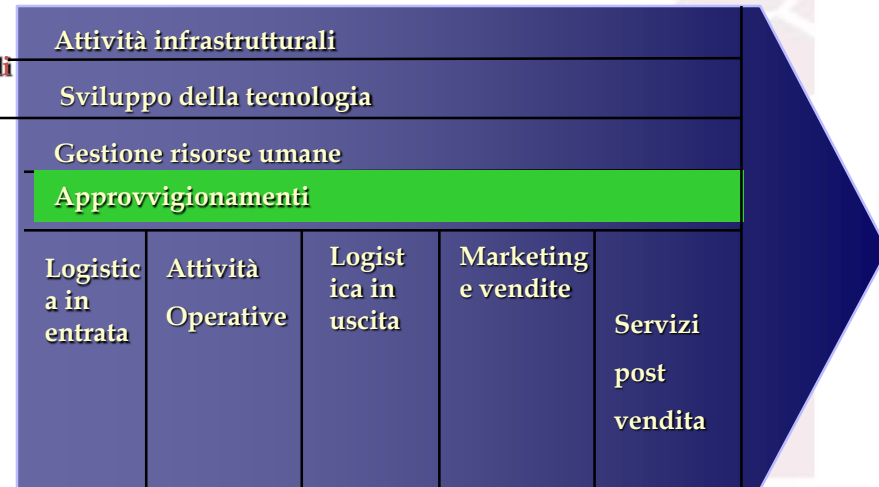 Attività infrastrutturali
Sviluppo della tecnologia
Gestione risorse umane
Approvvigionamenti
Logistic
a in
entrata
Attività
Operative
Logist
ica in
uscita
Marketing
e vendite
Servizi
post
vendita